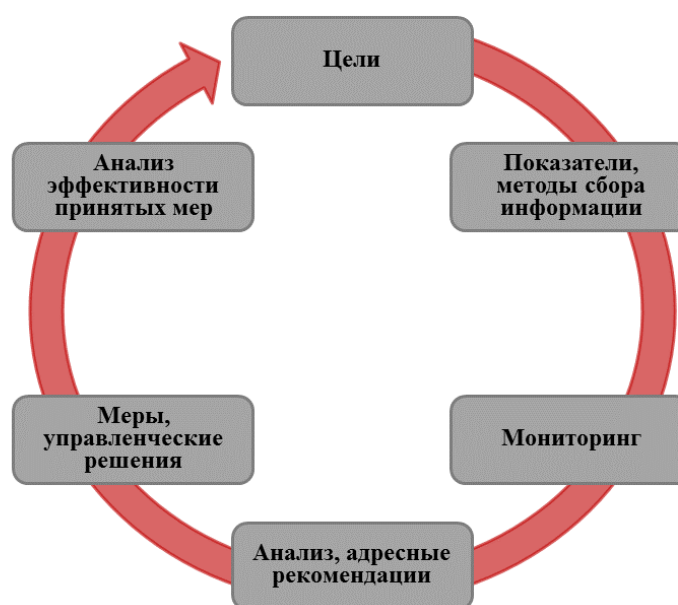 Цели
Показатели,
методы сбора
информации
Мониторинг
Анализ, адресные
рекомендации
Меры,
управленческие
решения
Анализ
эффективности
принятых мер